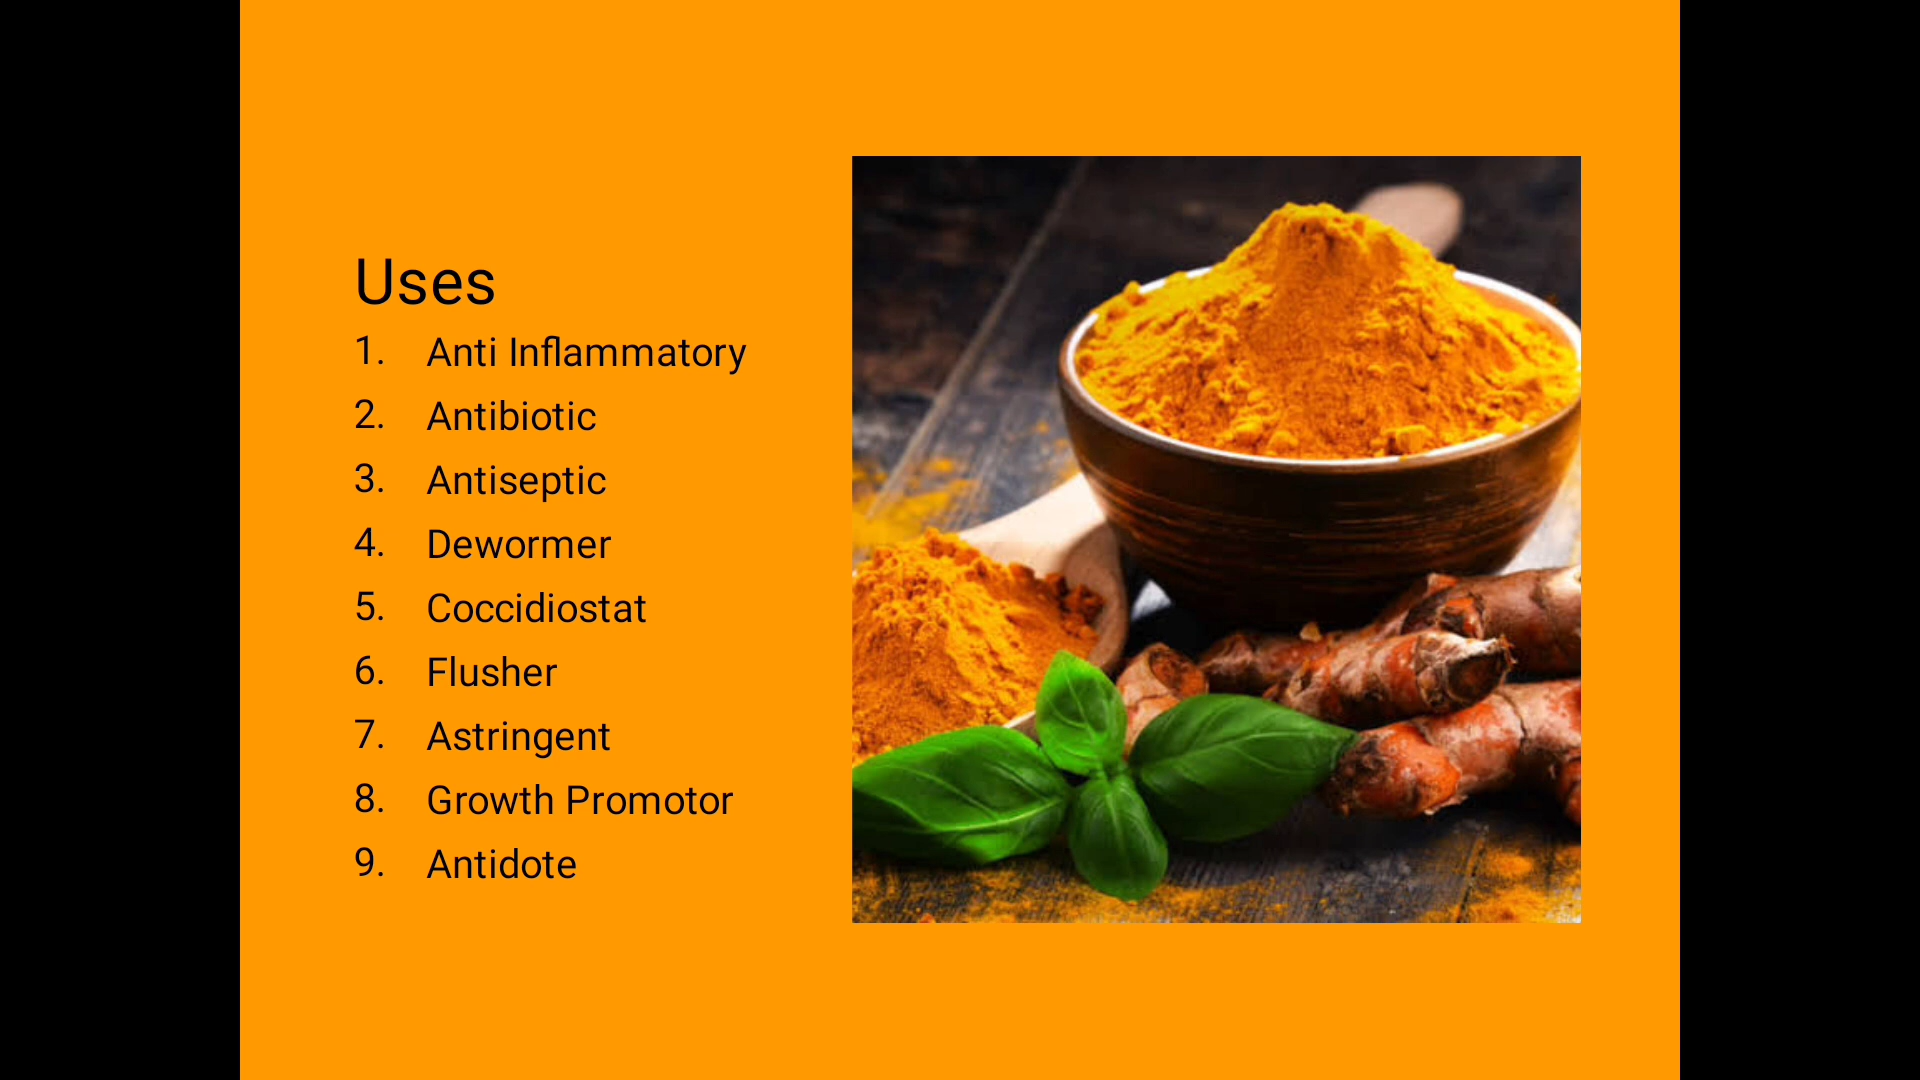 Uses
1. Anti Inflammatory
2. Antibiotic
3. Antiseptic
4. Dewormer
5. Coccidiostat
6. Flusher
7. Astringent
8. Growth Promotor
9. Antidote